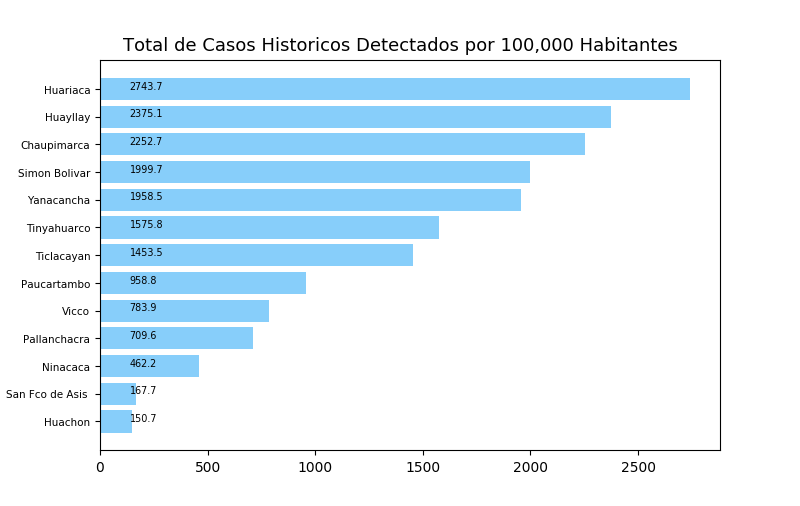 Total de Casos Historicos Detectados por 100,000 Habitantes
Huariaca 2743.7
Huayllay 2375.1
Chaupimarca 2252.7
Simon Bolivar 1999.7
Yanacancha 1958.5
Tinyahuarco 1575.8
Ticlacayan 1453.5
Paucartambo 958.8
Vicco 783.9
Pallanchacra 709.6
Ninacaca 462.2
San Fco de Asis 167.7
Huachon 150.7
0 500 1000 1500 2000 2500